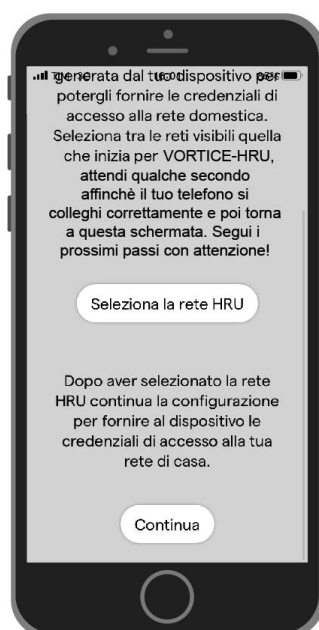 generata dal tuo dispositivo per
potergli fornire le credenziali di
accesso alla rete domestica.
Seleziona tra le reti visibili quella
che inizia per VORTICE-HRU,
attendi qualche secondo
affinchè il tuo telefono si
colleghi correttamente e poi torna
a questa schermata. Segui i
prossimi passi con attenzione!
Seleziona la rete HRU
Dopo aver selezionato la rete
HRU continua la configurazione
per fornire al dispositivo le
credenziali di accesso alla tua
rete di casa.
Continua